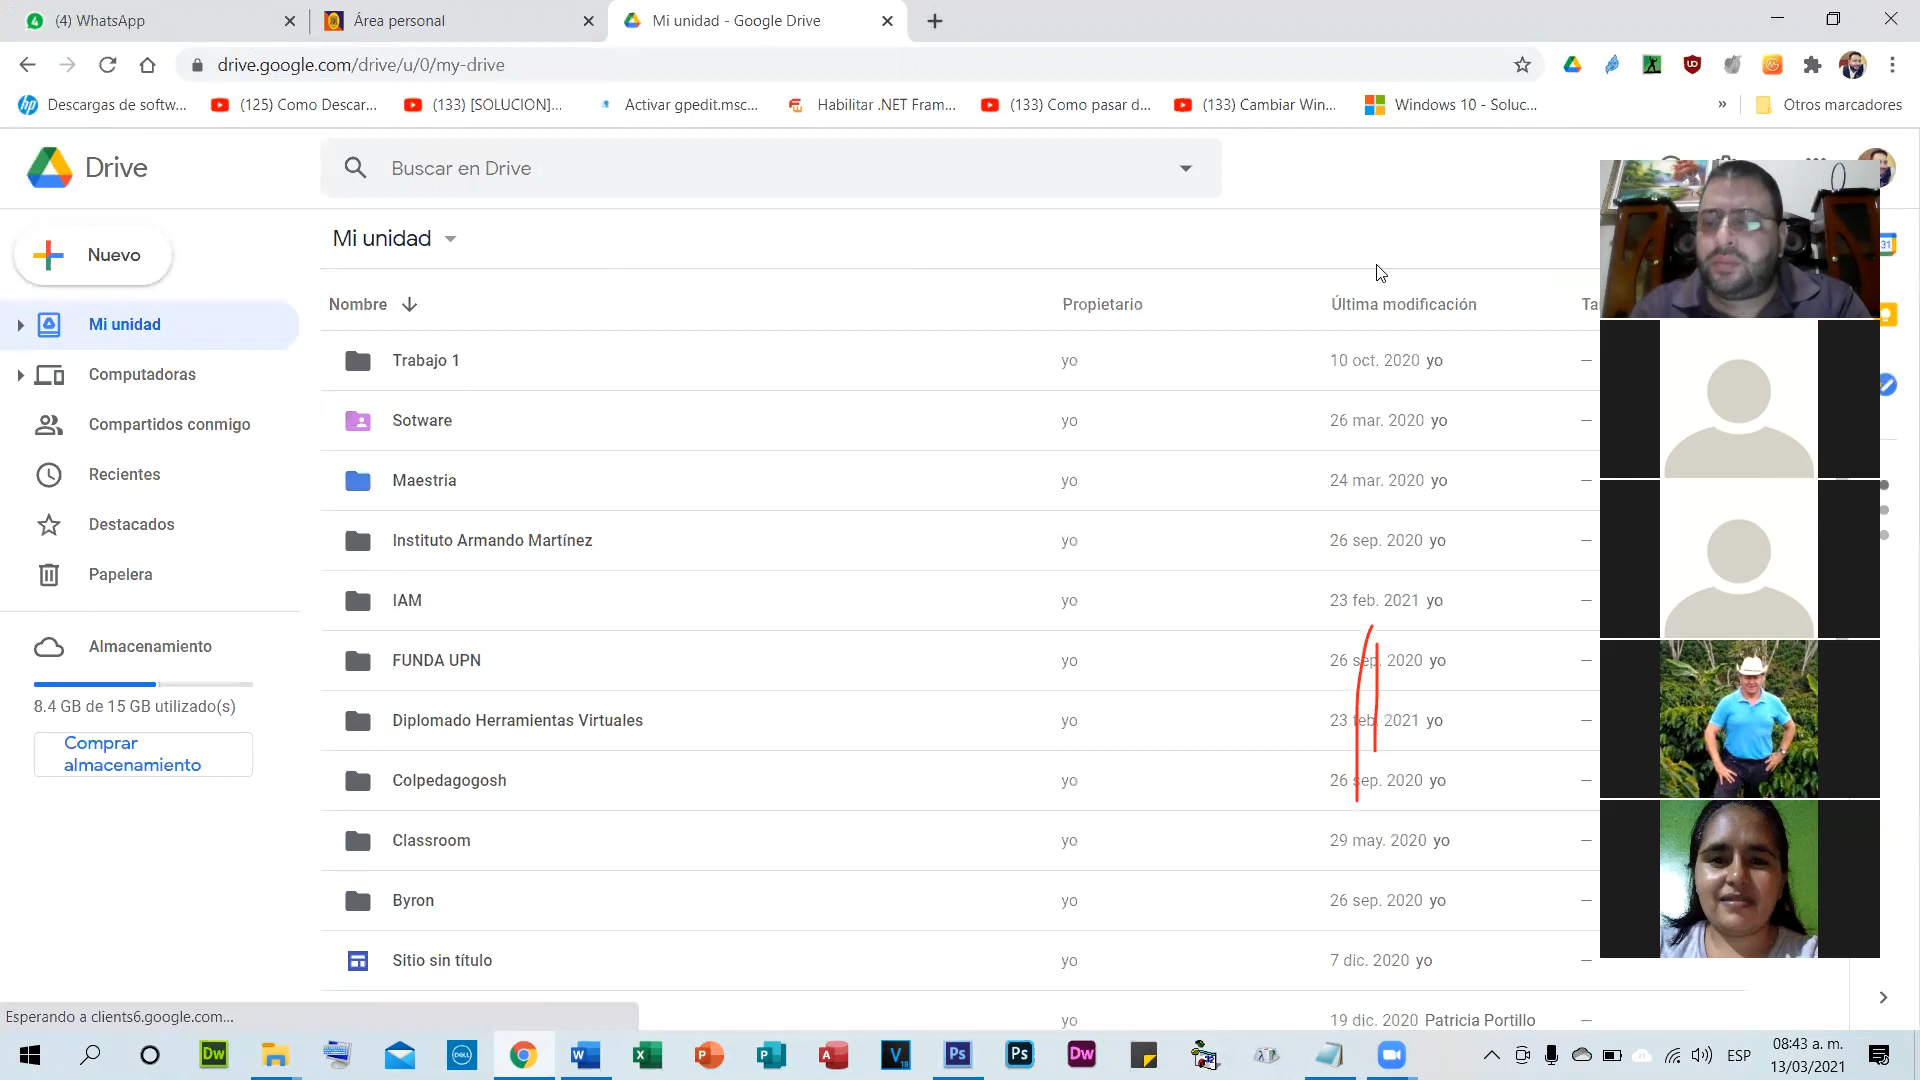 (4) WhatsApp
Área personal
Mi unidad - Google Drive
drive.google.com/drive/u/0/my-drive
Descargas de softw...
(125) Como Descar...
(133) [SOLUCION]...
Activar gpedit.msc...
Habilitar .NET Fram...
(133) Como pasar d...
(133) Cambiar Win...
Windows 10 - Soluc...
»
Otros marcadores
Drive
Buscar en Drive
Nuevo
Mi unidad
Computadoras
Compartidos conmigo
Recientes
Destacados
Papelera
Almacenamiento
8.4 GB de 15 GB utilizado(s)
Comprar
almacenamiento
Mi unidad
Nombre Propietario Última modificación
Trabajo 1 yo 10 oct. 2020 yo —
Sotware yo 26 mar. 2020 yo —
Maestria yo 24 mar. 2020 yo —
Instituto Armando Martínez yo 26 sep. 2020 yo —
IAM yo 23 feb. 2021 yo —
FUNDA UPN yo 26 sep. 2020 yo —
Diplomado Herramientas Virtuales yo 23 feb. 2021 yo —
Colpedagogosh yo 26 sep. 2020 yo —
Classroom yo 29 may. 2020 yo —
Byron yo 26 sep. 2020 yo —
Sitio sin título yo 7 dic. 2020 yo —
yo 19 dic. 2020 Patricia Portillo —
Esperando a clients6.google.com...
ESP
08:43 a. m.
13/03/2021